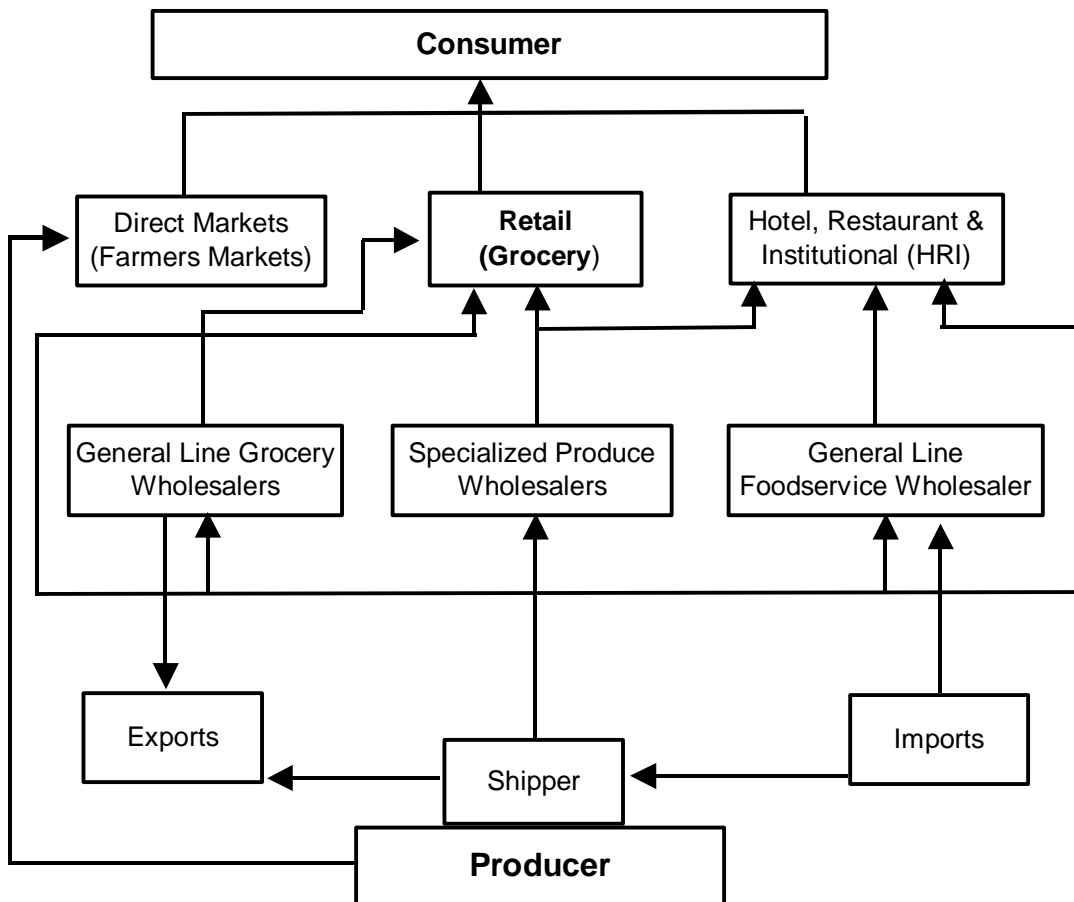 Consumer
Direct Markets
(Farmers Markets)
Retail
(Grocery)
Hotel, Restaurant &
Institutional (HRI)
General Line Grocery
Wholesalers
Specialized Produce
Wholesalers
General Line
Foodservice Wholesaler
Exports
Shipper
Imports
Producer